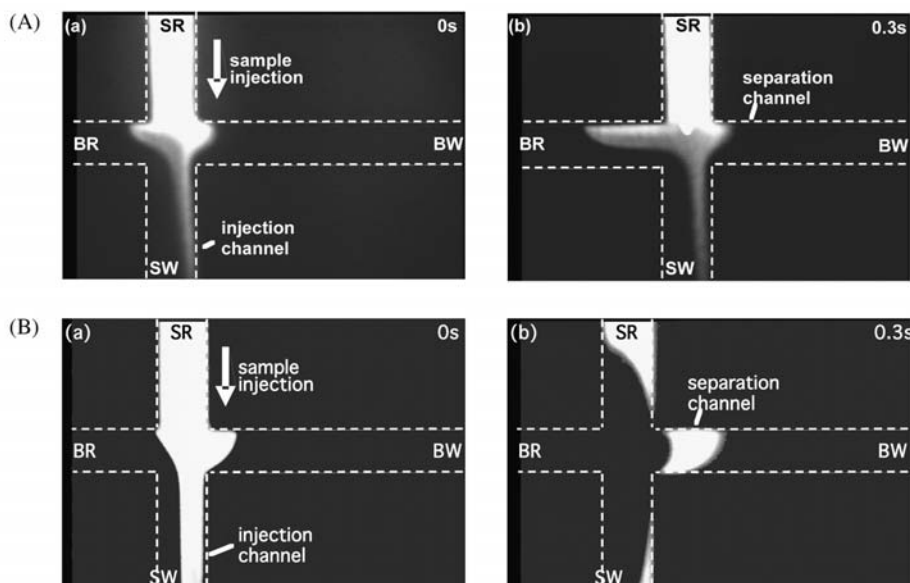 (A)
(a)
SR
0s
sample
injection
BR
BW
injection
channel
SW
(b)
SR
0.3s
separation
channel
BR
BW
SW
(B)
(a)
SR
0s
sample
injection
BR
BW
injection
channel
SW
(b)
SR
0.3s
separation
channel
BR
BW
SW